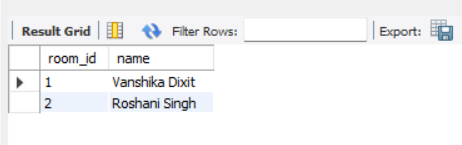 Result Grid Filter Rows: Export:
room_id name
1 Vanshika Dixit
2 Roshani Singh